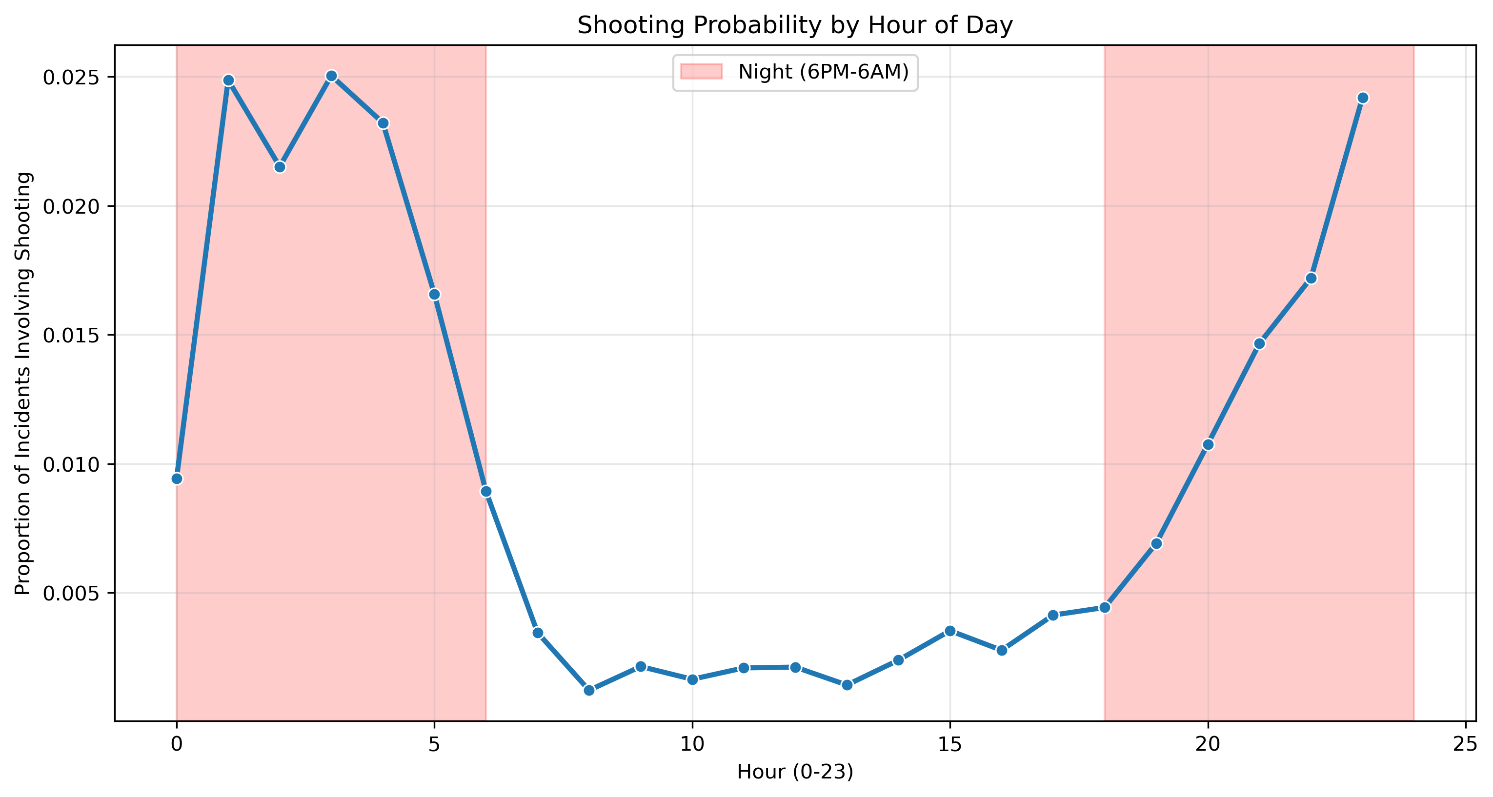 Shooting Probability by Hour of Day
Night (6PM-6AM)
Proportion of Incidents Involving Shooting
0.025
0.020
0.015
0.010
0.005
0 5 10 15 20 25
Hour (0-23)